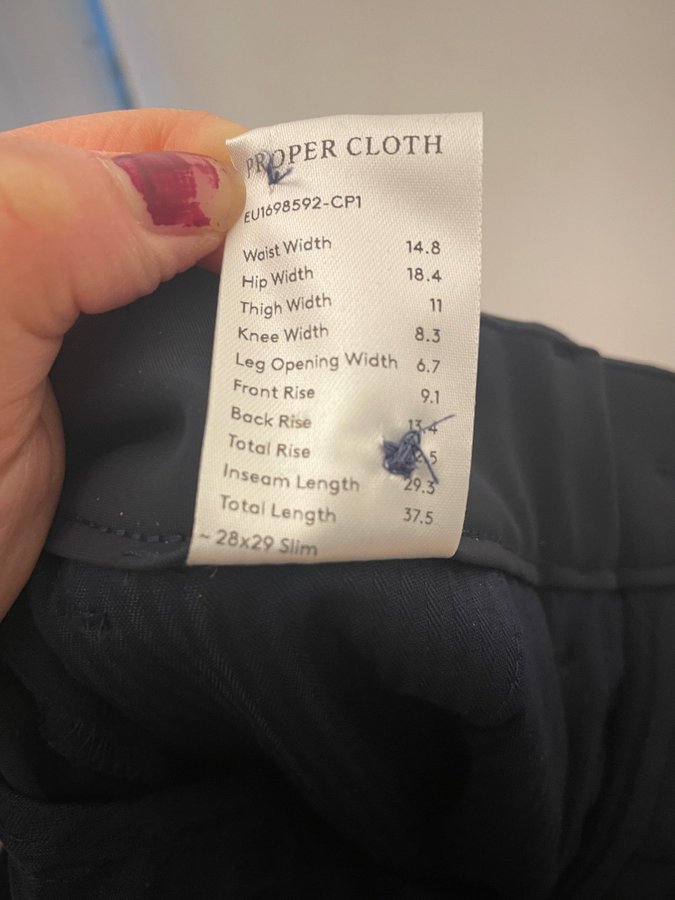 PROPER CLOTH
EU1698592-CP1
Waist Width 14.8
Hip Width 18.4
Thigh Width 11
Knee Width 8.3
Leg Opening Width 6.7
Front Rise 9.1
Back Rise 13.4
Total Rise
Inseam Length 29.3
Total Length 37.5
~ 28x29 Slim